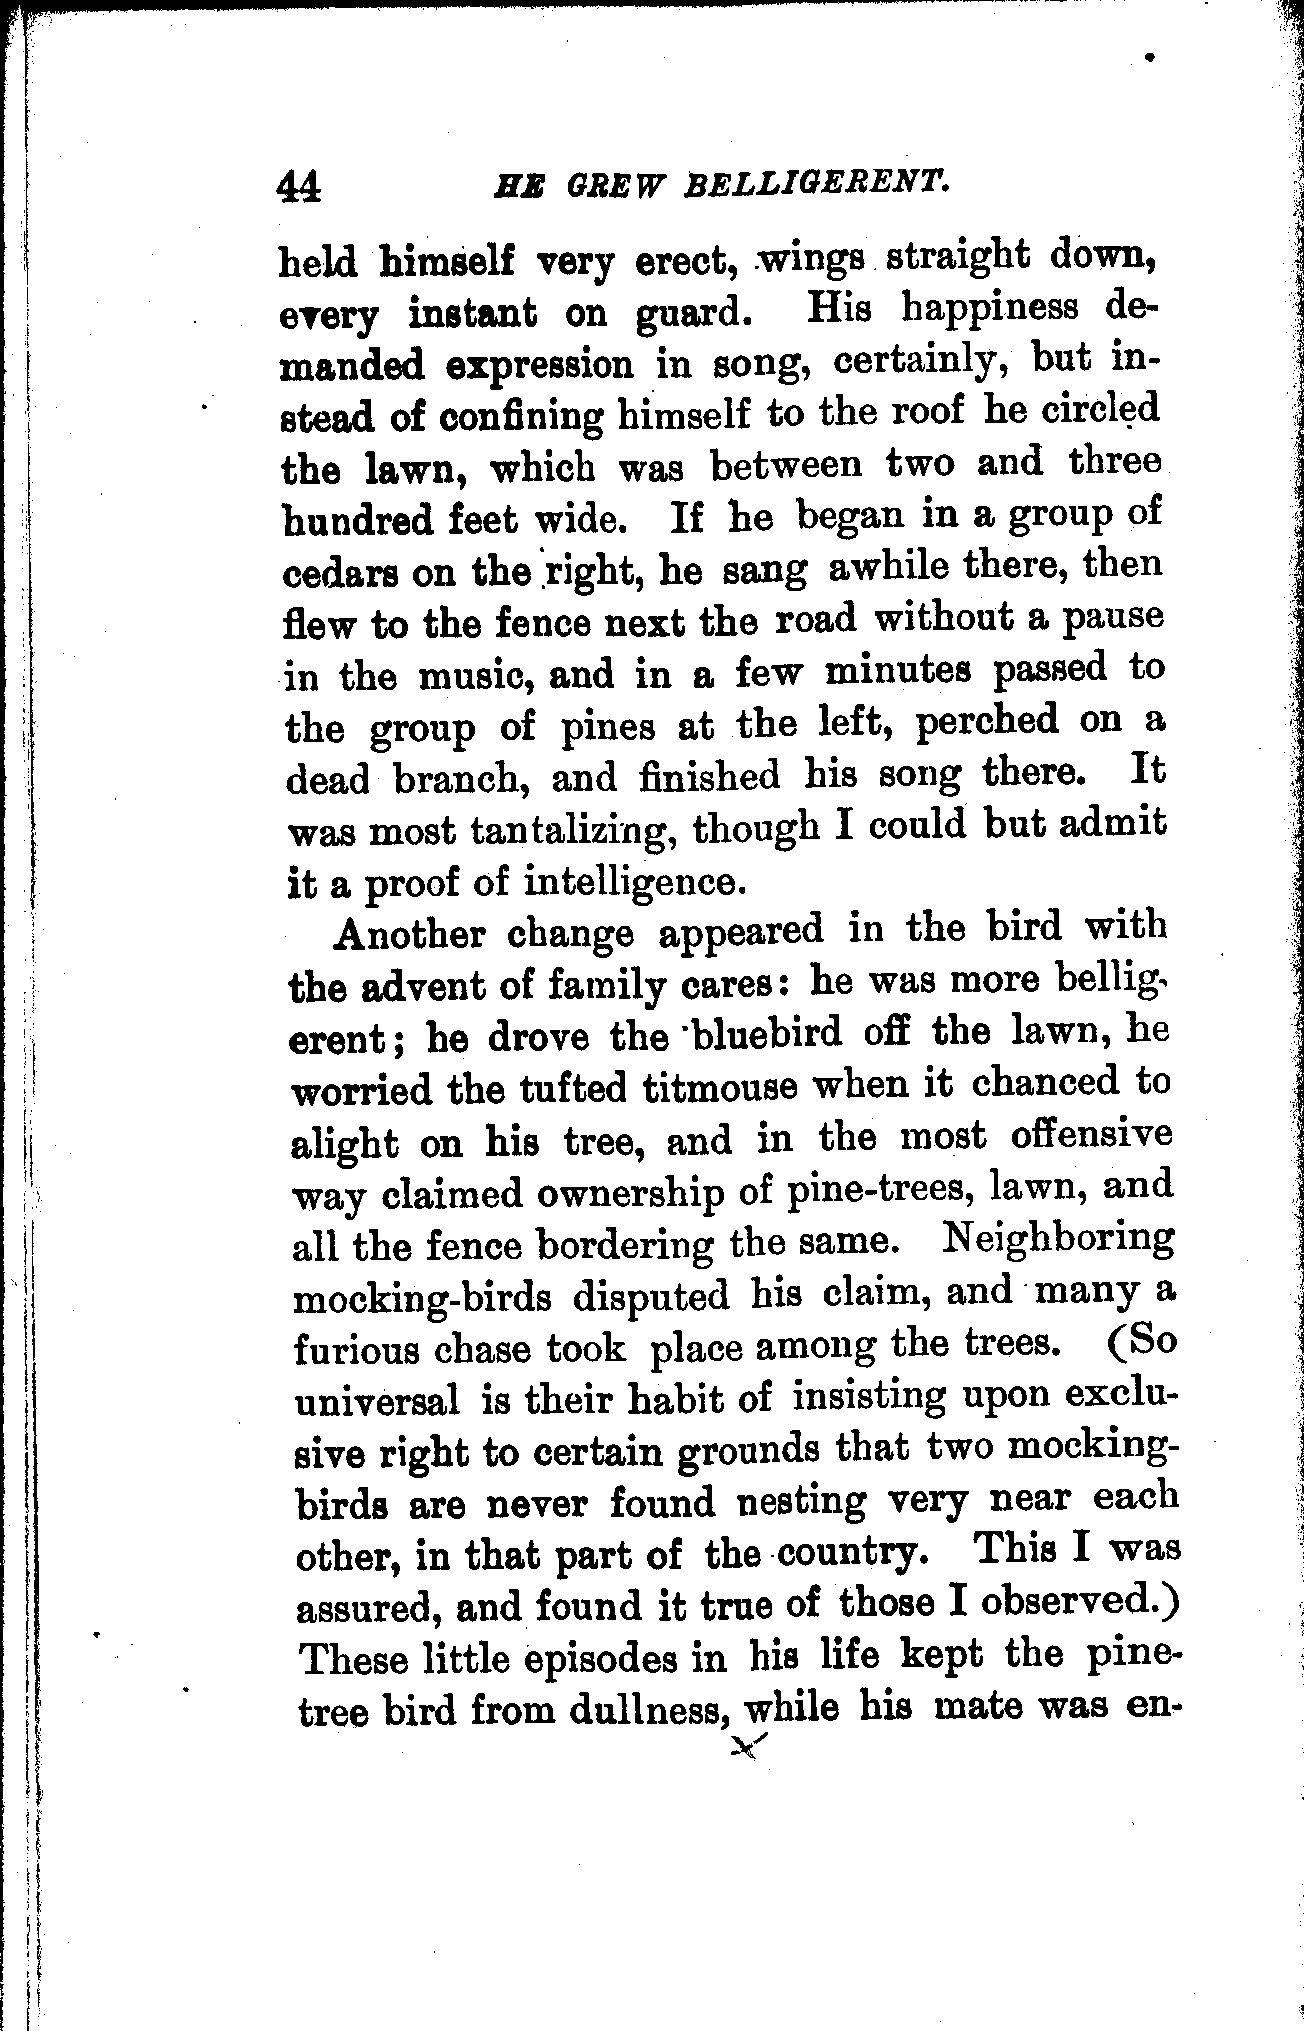 44 HE GREW BELLIGERENT.
held himself very erect, wings straight down,
every instant on guard. His happiness de-
manded expression in song, certainly, but in-
stead of confining himself to the roof he circled
the lawn, which was between two and three
hundred feet wide. If he began in a group of
cedars on the right, he sang awhile there, then
flew to the fence next the road without a pause
in the music, and in a few minutes passed to
the group of pines at the left, perched on a
dead branch, and finished his song there. It
was most tantalizing, though I could but admit
it a proof of intelligence.
Another change appeared in the bird with
the advent of family cares: he was more bellig-
erent; he drove the bluebird off the lawn, he
worried the tufted titmouse when it chanced to
alight on his tree, and in the most offensive
way claimed ownership of pine-trees, lawn, and
all the fence bordering the same. Neighboring
mocking-birds disputed his claim, and many a
furious chase took place among the trees. (So
universal is their habit of insisting upon exclu-
sive right to certain grounds that two mocking-
birds are never found nesting very near each
other, in that part of the country. This I was
assured, and found it true of those I observed.)
These little episodes in his life kept the pine-
tree bird from dullness, while his mate was en-